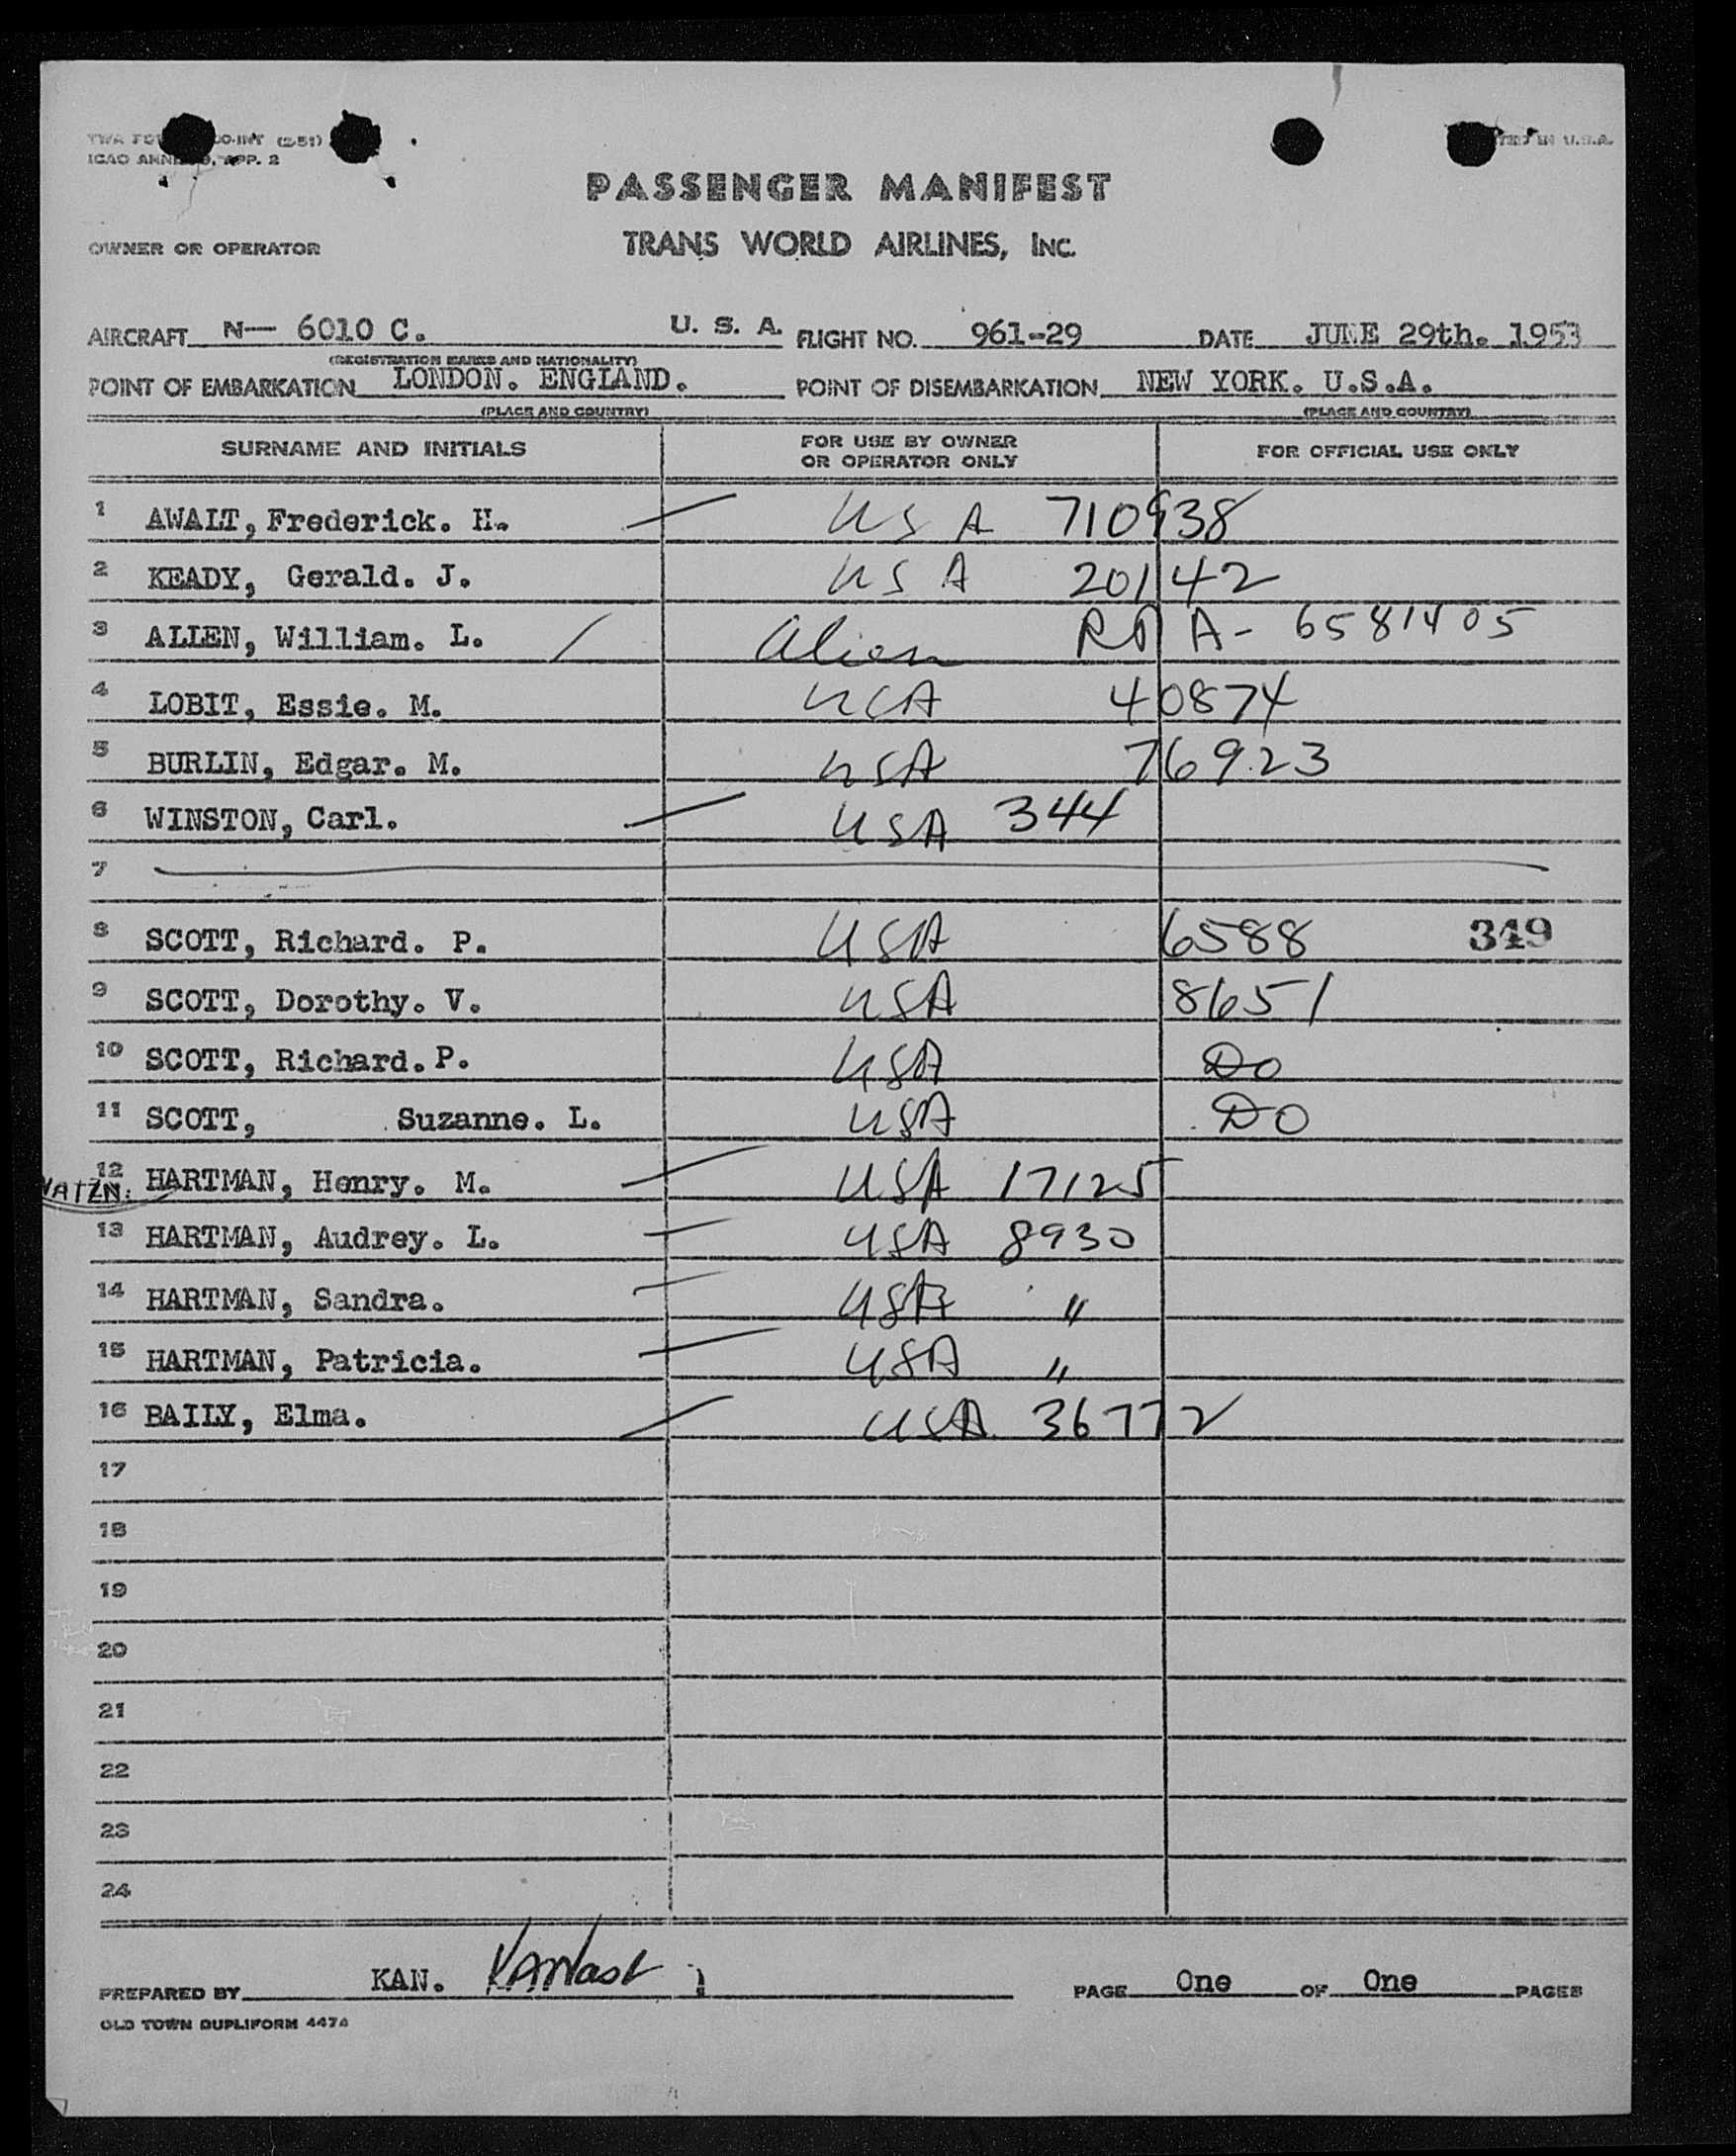 ICAO
PRINTED IN U.S.A.
PASSENGER MANIFEST
OWNER OR OPERATOR TRANS WORLD AIRLINES, INC.
AIRCRAFT N— 6010 C. U. S. A. FLIGHT NO. 961-29 DATE JUNE 29th. 1953
(REGISTRATION MARKS AND NATIONALITY)
POINT OF EMBARKATION LONDON. ENGLAND. POINT OF DISEMBARKATION NEW YORK. U.S.A.
(PLACE AND COUNTRY) (PLACE AND COUNTRY)
SURNAME AND INITIALS FOR USE BY OWNER OR OPERATOR ONLY FOR OFFICIAL USE ONLY
1 AWALT, Frederick. H. USA 710938
2 KEADY, Gerald. J. USA 201142
3 ALLEN, William. L. / Alien A- 6581405
4 LOBIT, Essie. M. USA 40874
5 BURLIN, Edgar. M. USA 76923
6 WINSTON, Carl. USA 344
7
8 SCOTT, Richard. P. USA 6588 349
9 SCOTT, Dorothy. V. USA 8651
10 SCOTT, Richard. P. USA Do
11 SCOTT, Suzanne. L. USA DO
12 HARTMAN, Henry. M. USA 17125
NATZN:
13 HARTMAN, Audrey. L. USA 8930
14 HARTMAN, Sandra. USA "
15 HARTMAN, Patricia. USA "
16 BAILY, Elma. USA 36772
17
18
19
20
21
22
23
24
PREPARED BY KAN. PAGE One OF One PAGES
OLD TOWN DUPLIFORM 4474